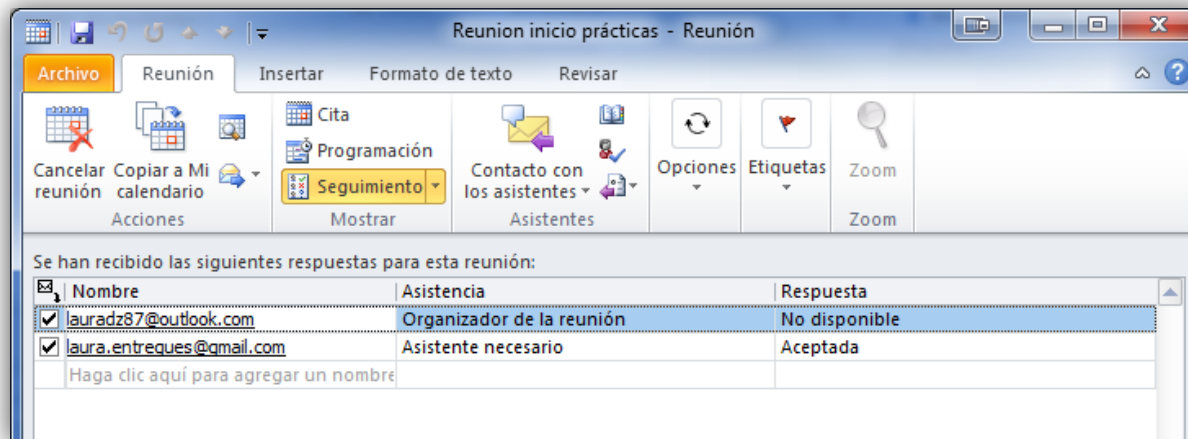 Reunion inicio prácticas - Reunión
Archivo Reunión Insertar Formato de texto Revisar
Cancelar reunión
Copiar a Mi calendario
Acciones
Cita
Programación
Seguimiento
Mostrar
Contacto con los asistentes
Asistentes
Opciones
Etiquetas
Zoom
Zoom
Se han recibido las siguientes respuestas para esta reunión:
Nombre Asistencia Respuesta
lauradz87@outlook.com Organizador de la reunión No disponible
laura.entregues@gmail.com Asistente necesario Aceptada
Haga clic aquí para agregar un nombre